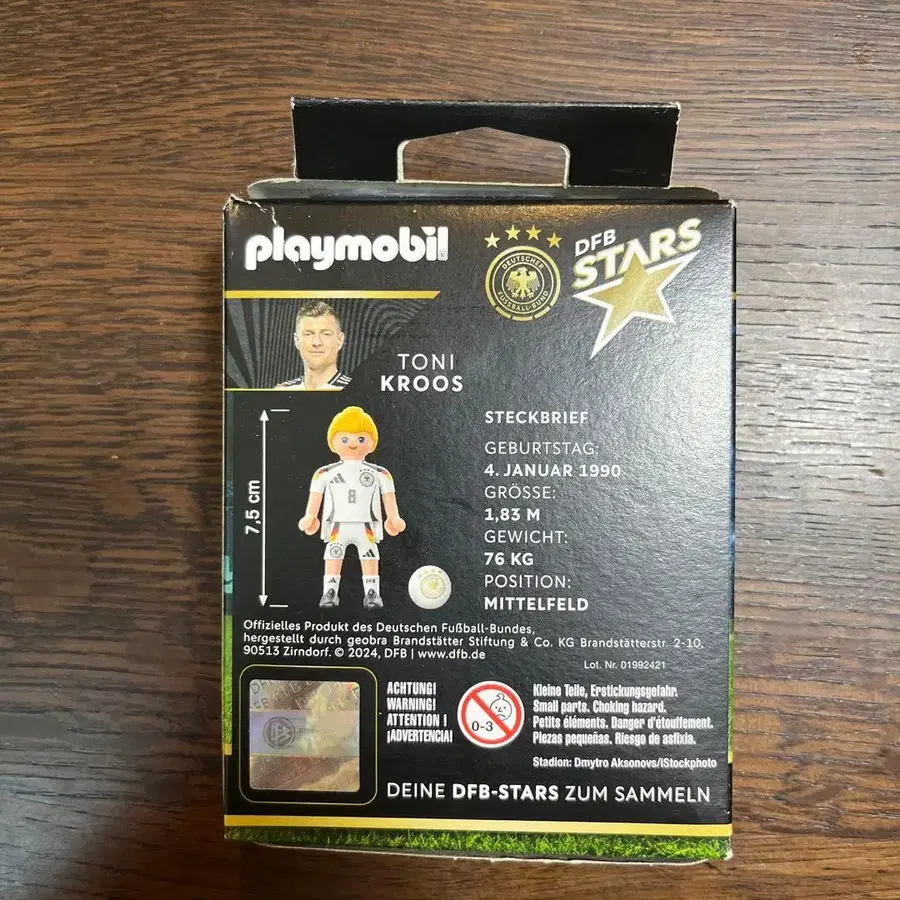 playmobil
DEUTSCHER
FUSSBALL-BUND
DFB
STARS
TONI
KROOS
STECKBRIEF
GEBURTSTAG:
4. JANUAR 1990
GRÖSSE:
1,83 M
GEWICHT:
76 KG
POSITION:
MITTELFELD
7,5 cm
8
Offizielles Produkt des Deutschen Fußball-Bundes,
hergestellt durch geobra Brandstätter Stiftung & Co. KG Brandstätterstr. 2-10,
90513 Zirndorf. © 2024, DFB | www.dfb.de
Lot. Nr. 01992421
ACHTUNG!
WARNING!
ATTENTION !
¡ADVERTENCIA!
0-3
Kleine Teile, Erstickungsgefahr.
Small parts. Choking hazard.
Petits éléments. Danger d'étouffement.
Piezas pequeñas. Riesgo de asfixia.
Stadion: Dmytro Aksonovs/iStockphoto
DEINE DFB-STARS ZUM SAMMELN